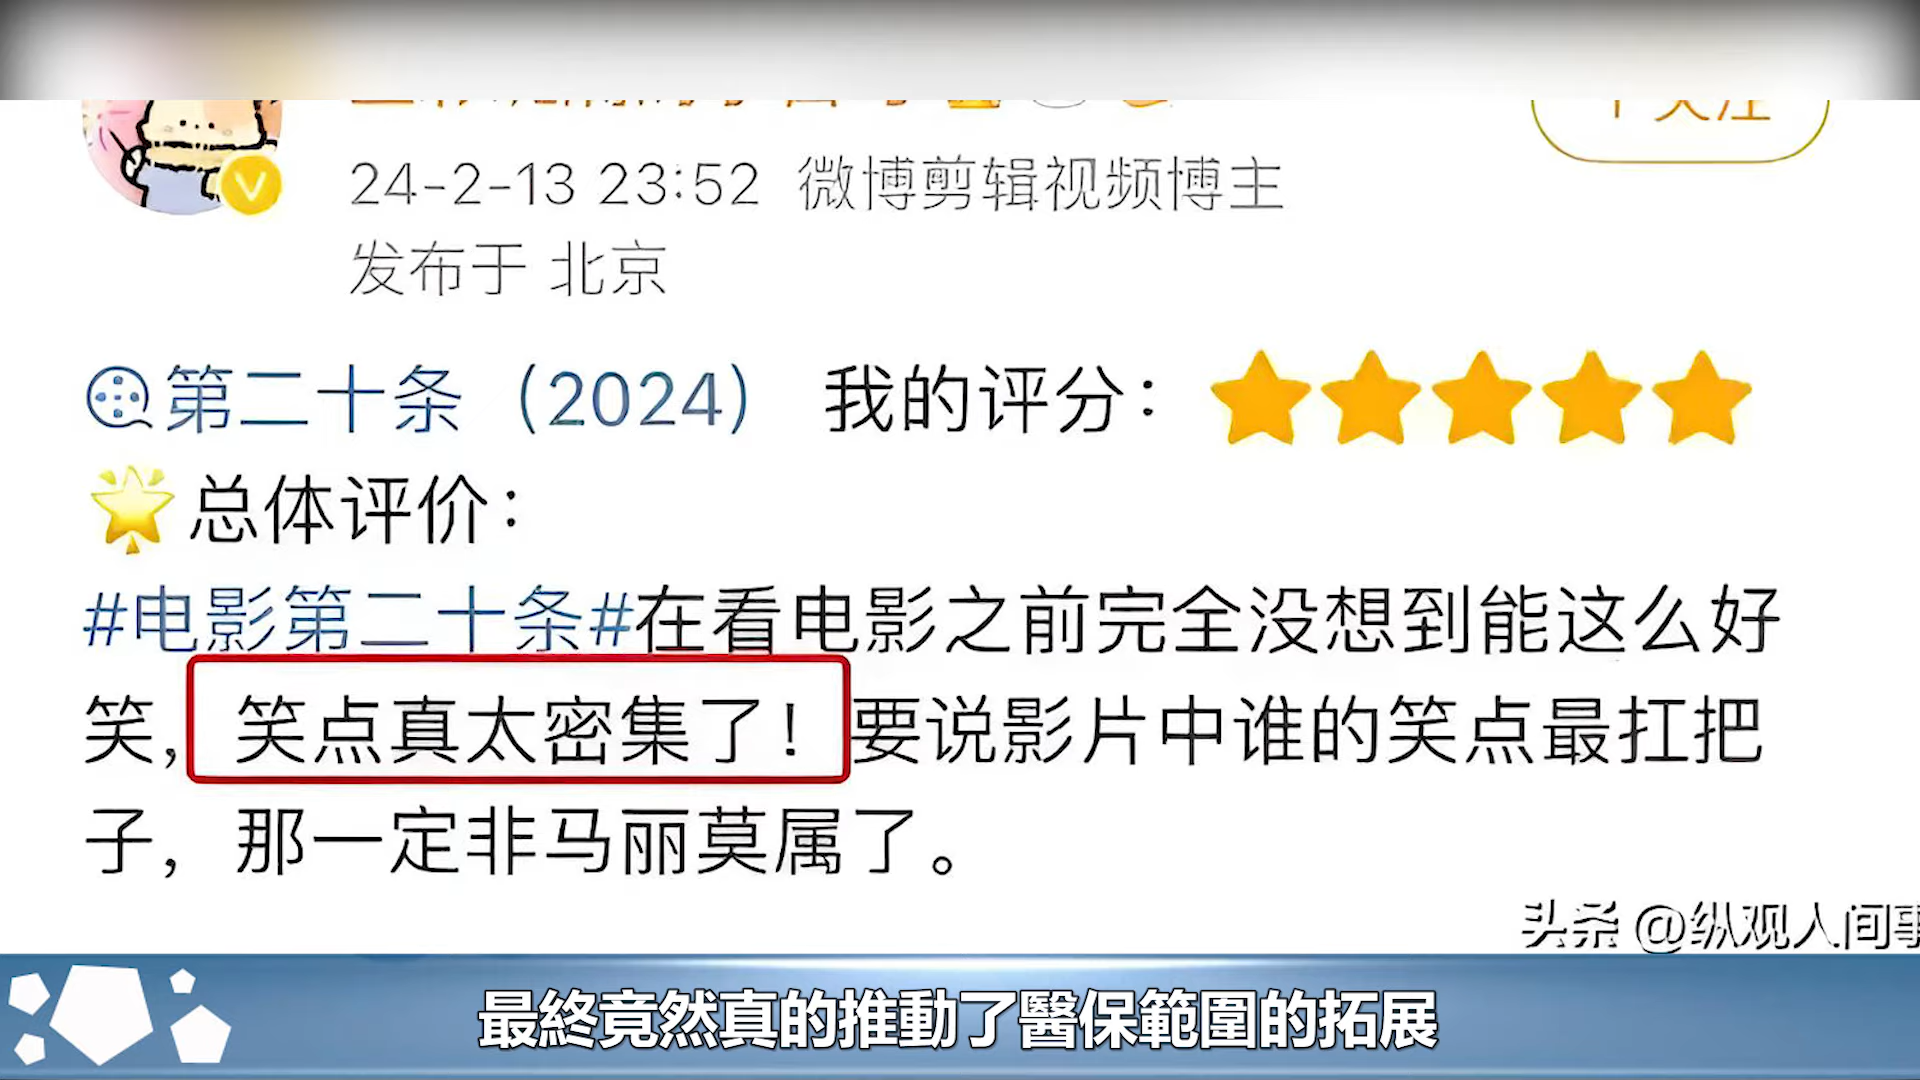 24-2-13 23:52 微博剪辑视频博主
发布于 北京
第二十条（2024） 我的评分：
总体评价：
#电影第二十条#在看电影之前完全没想到能这么好
笑，笑点真太密集了！要说影片中谁的笑点最扛把
子，那一定非马丽莫属了。
头条 @纵观人间事
最終竟然真的推動了醫保範圍的拓展